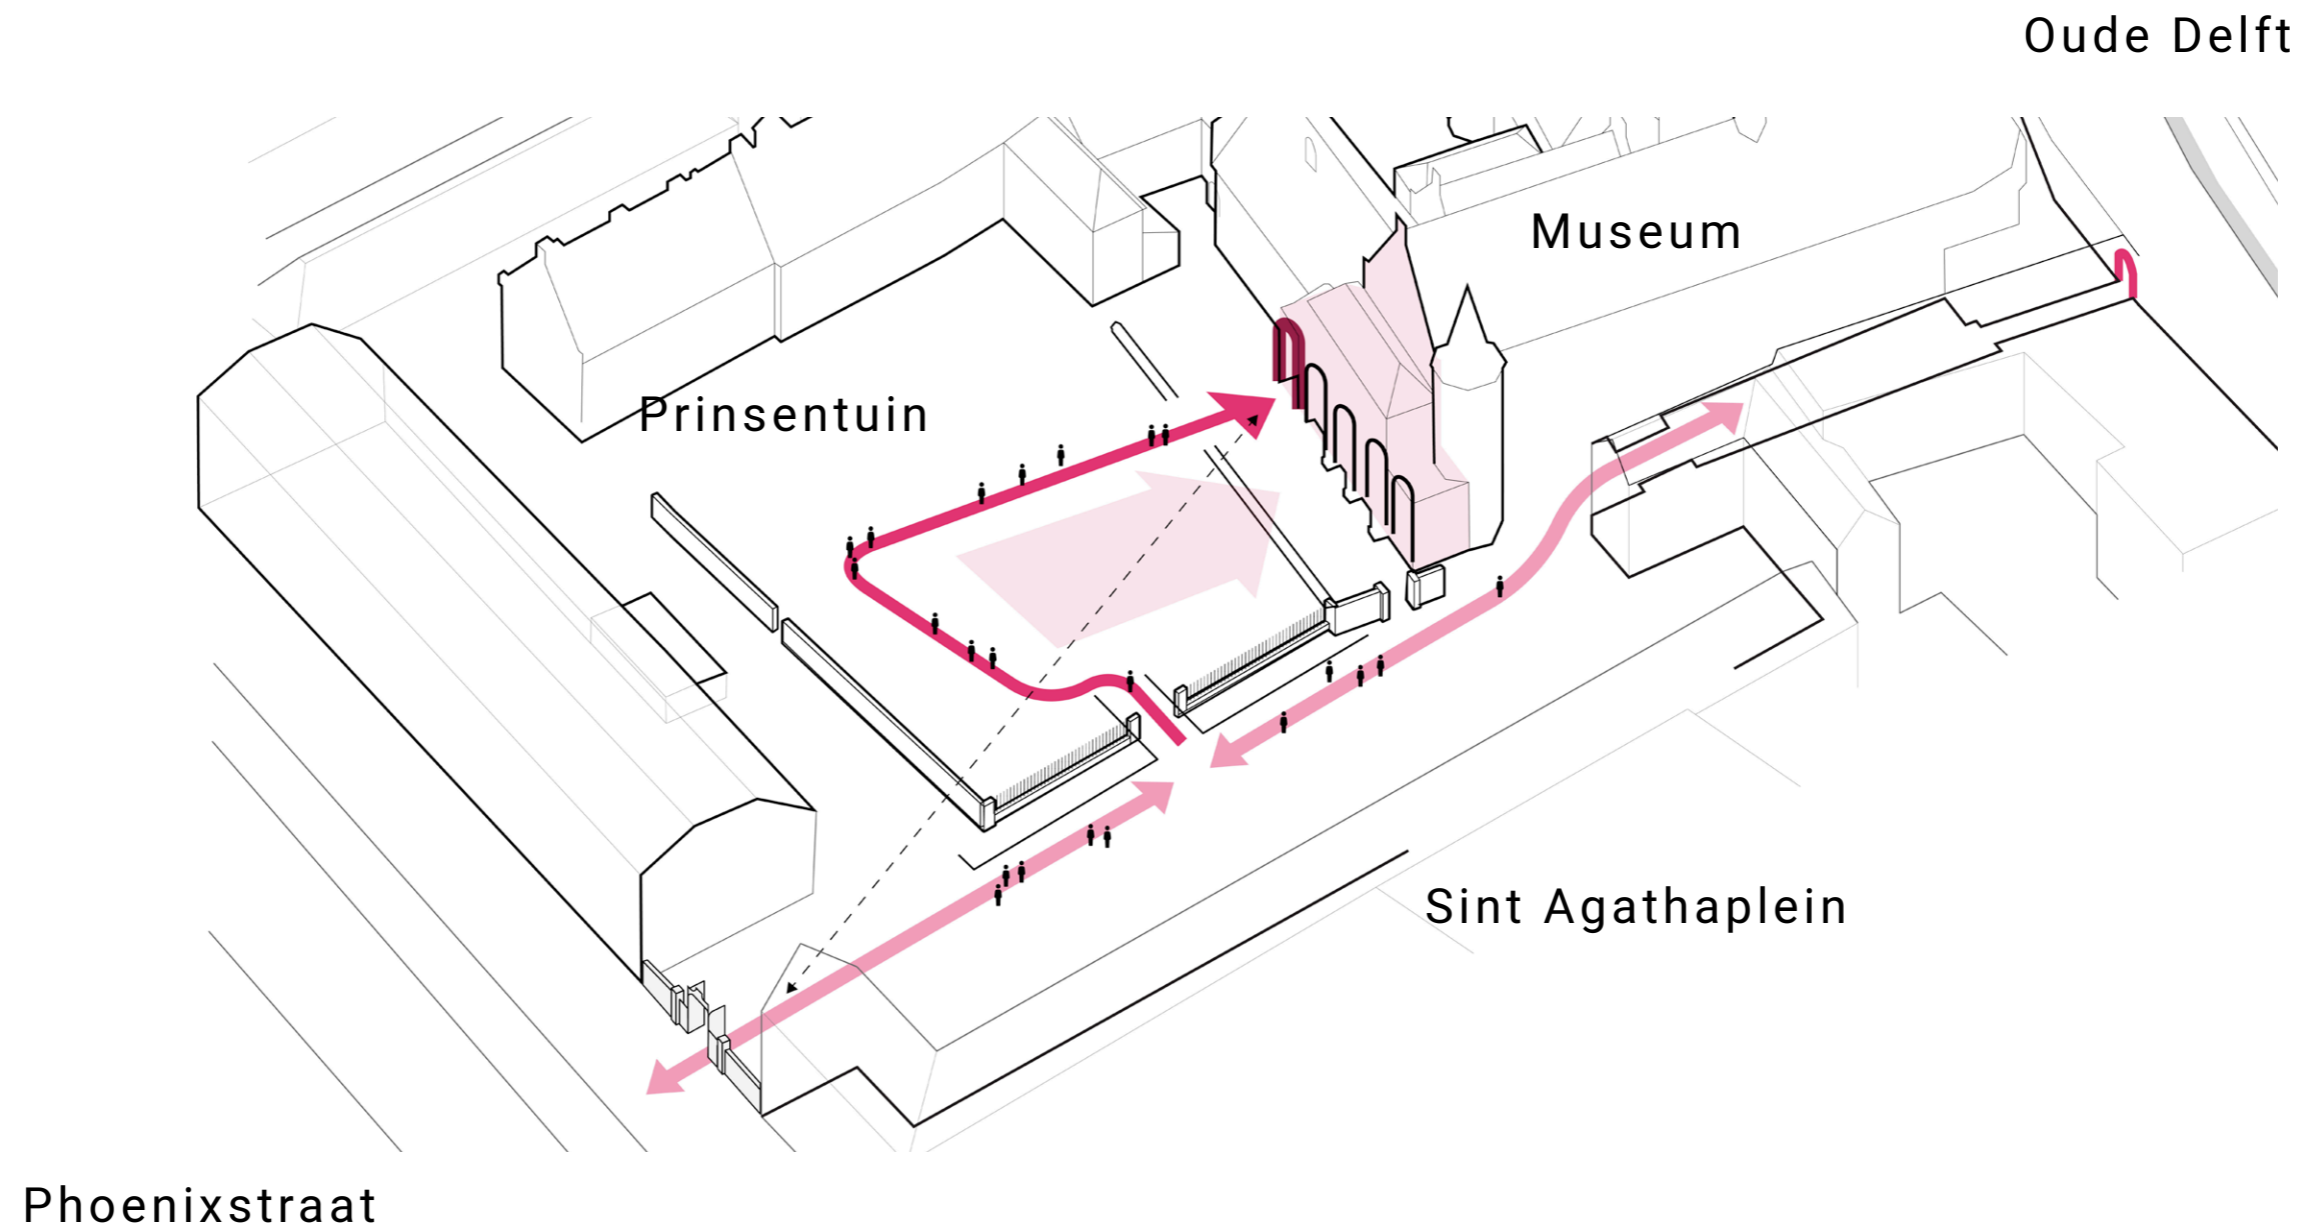 Oude Delft
Museum
Prinsentuin
Sint Agathaplein
Phoenixstraat